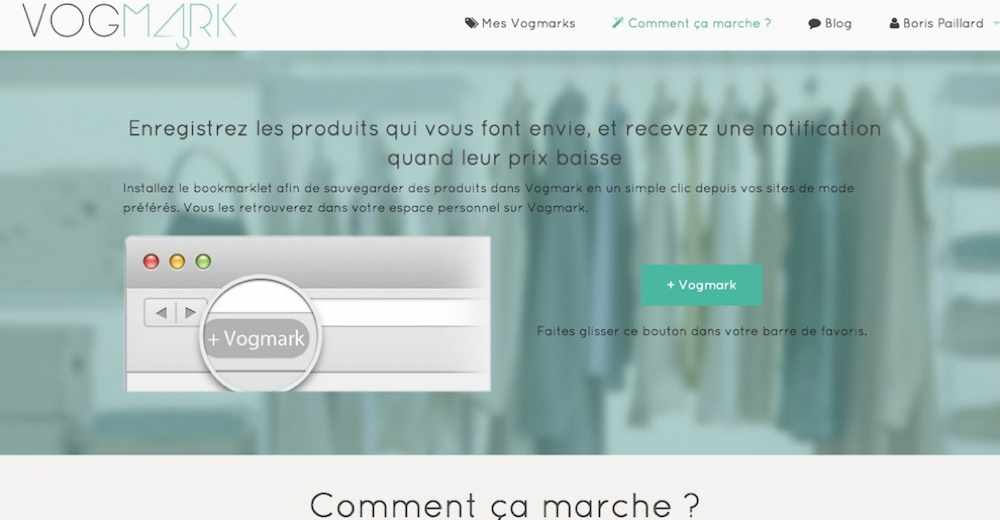 VOGMARK
Mes Vogmarks
Comment ça marche ?
Blog
Boris Paillard
Enregistrez les produits qui vous font envie, et recevez une notification
quand leur prix baisse
Installez le bookmarklet afin de sauvegarder des produits dans Vogmark en un simple clic depuis vos sites de mode
préférés. Vous les retrouverez dans votre espace personnel sur Vogmark.
+ Vogmark
+ Vogmark
Faites glisser ce bouton dans votre barre de favoris.
Comment ça marche ?